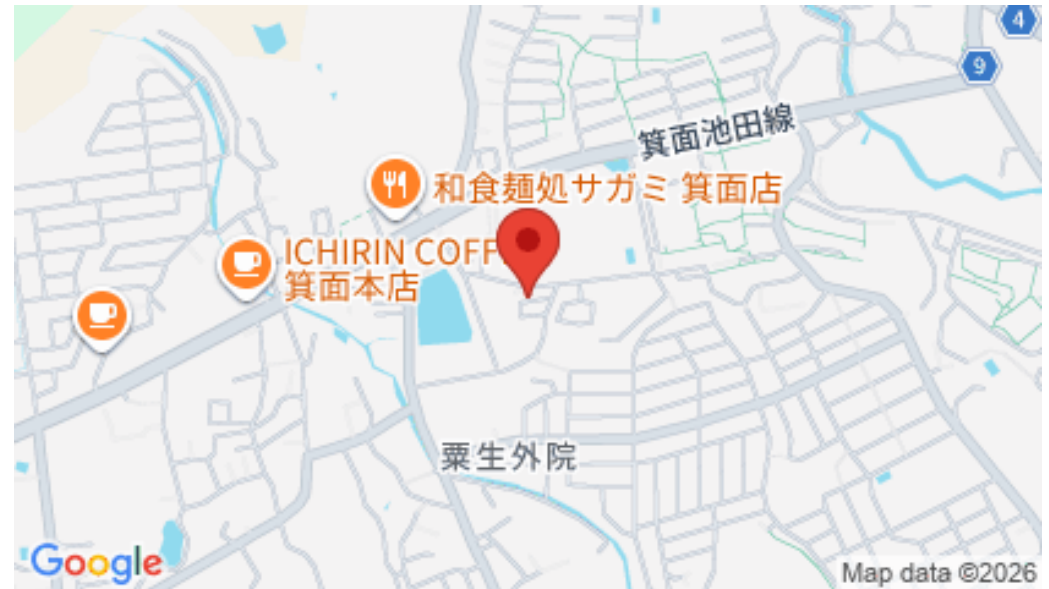 4
9
箕面池田線
和食麺処サガミ 箕面店
ICHIRIN COFF
箕面本店
粟生外院
Google
Map data ©2026